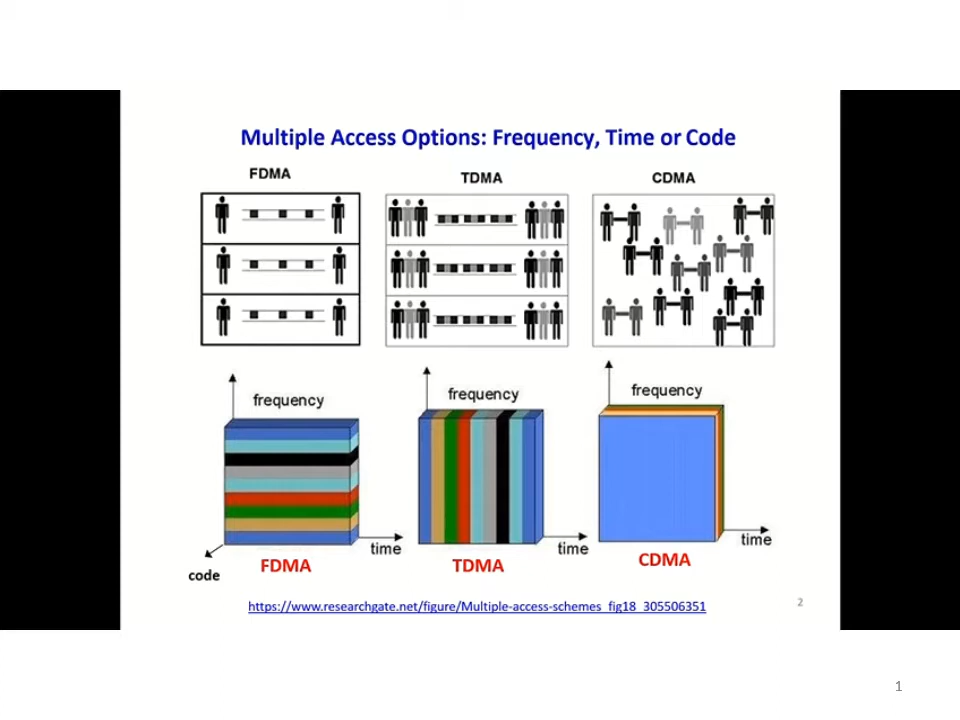 Multiple Access Options: Frequency, Time or Code
FDMA
TDMA
CDMA
frequency
frequency
frequency
time
time
time
code
FDMA
TDMA
CDMA
https://www.researchgate.net/figure/Multiple-access-schemes_fig18_305506351
2
1